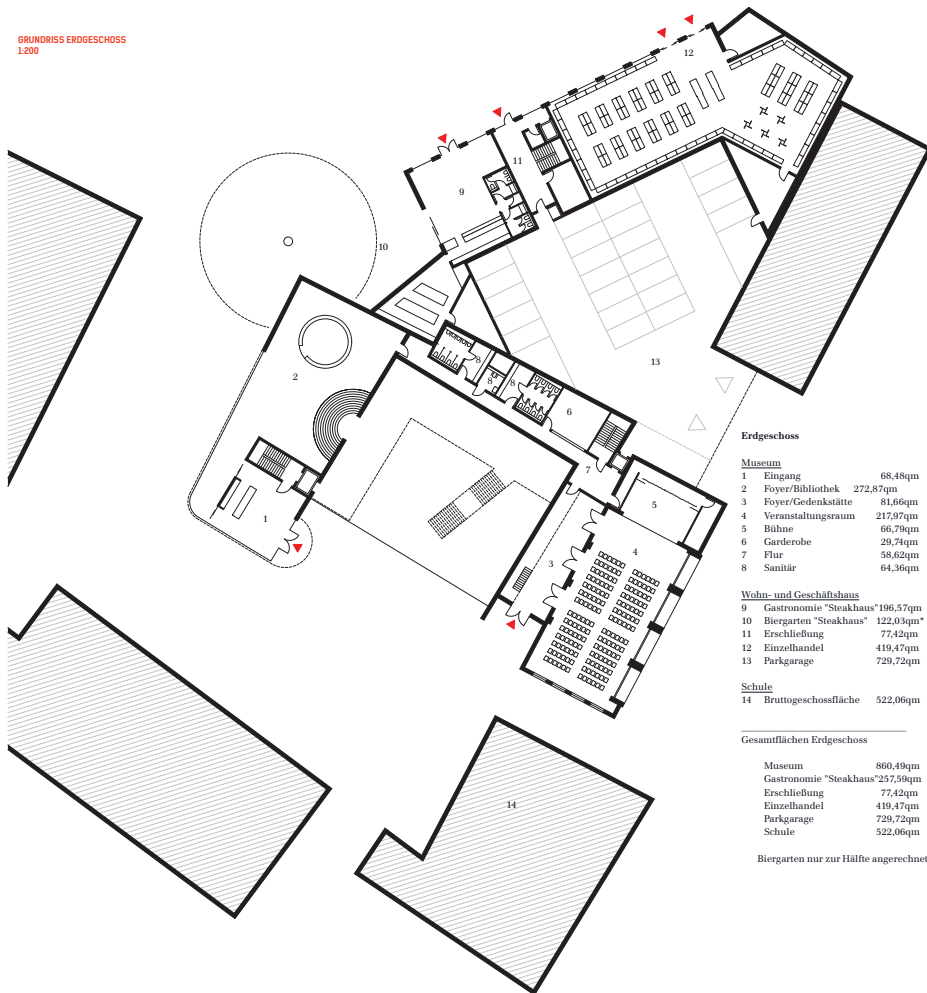 GRUNDRISS ERDGESCHOSS
1:200
12
11
9
10
13
2
8
8
8
6
7
5
1
3
4
14
Erdgeschoss
Museum
1 Eingang 68,48qm
2 Foyer/Bibliothek 272,87qm
3 Foyer/Gedenkstätte 81,66qm
4 Veranstaltungsraum 217,97qm
5 Bühne 66,79qm
6 Garderobe 29,74qm
7 Flur 58,62qm
8 Sanitär 64,36qm
Wohn- und Geschäftshaus
9 Gastronomie "Steakhaus"196,57qm
10 Biergarten "Steakhaus" 122,03qm*
11 Erschließung 77,42qm
12 Einzelhandel 419,47qm
13 Parkgarage 729,72qm
Schule
14 Bruttogeschossfläche 522,06qm
Gesamtflächen Erdgeschoss
Museum 860,49qm
Gastronomie "Steakhaus"257,59qm
Erschließung 77,42qm
Einzelhandel 419,47qm
Parkgarage 729,72qm
Schule 522,06qm
Biergarten nur zur Hälfte angerechnet